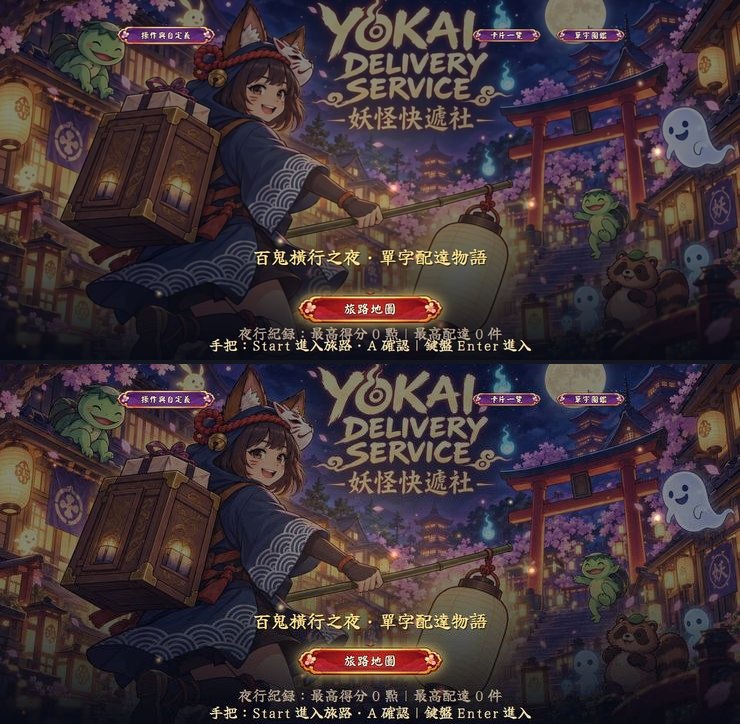 操作與自定義
卡片一覽
單字圖鑑
YOKAI
DELIVERY
SERVICE
妖怪快遞社
妖
百鬼橫行之夜・單字配達物語
旅路地圖
夜行紀錄：最高得分 0 點｜最高配達 0 件
手把：Start 進入旅路・A 確認｜鍵盤 Enter 進入
操作與自定義
卡片一覽
單字圖鑑
YOKAI
DELIVERY
SERVICE
妖怪快遞社
妖
百鬼橫行之夜・單字配達物語
旅路地圖
夜行紀錄：最高得分 0 點｜最高配達 0 件
手把：Start 進入旅路・A 確認｜鍵盤 Enter 進入